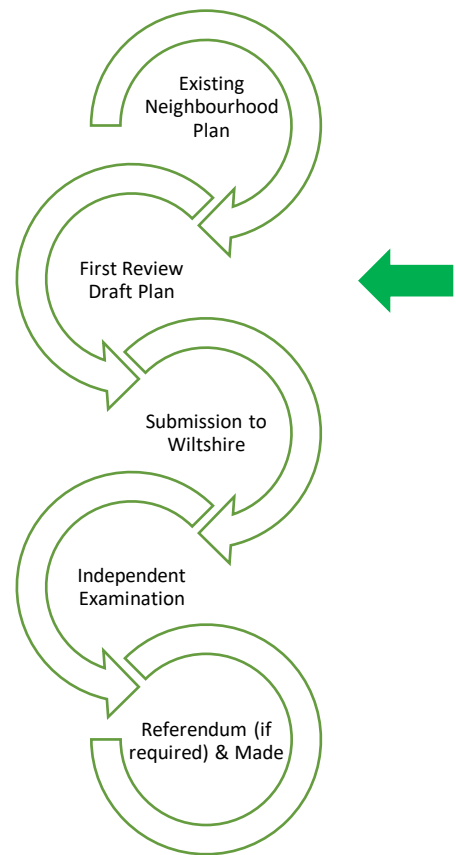 Existing
Neighbourhood
Plan
First Review
Draft Plan
Submission to
Wiltshire
Independent
Examination
Referendum (if
required) & Made